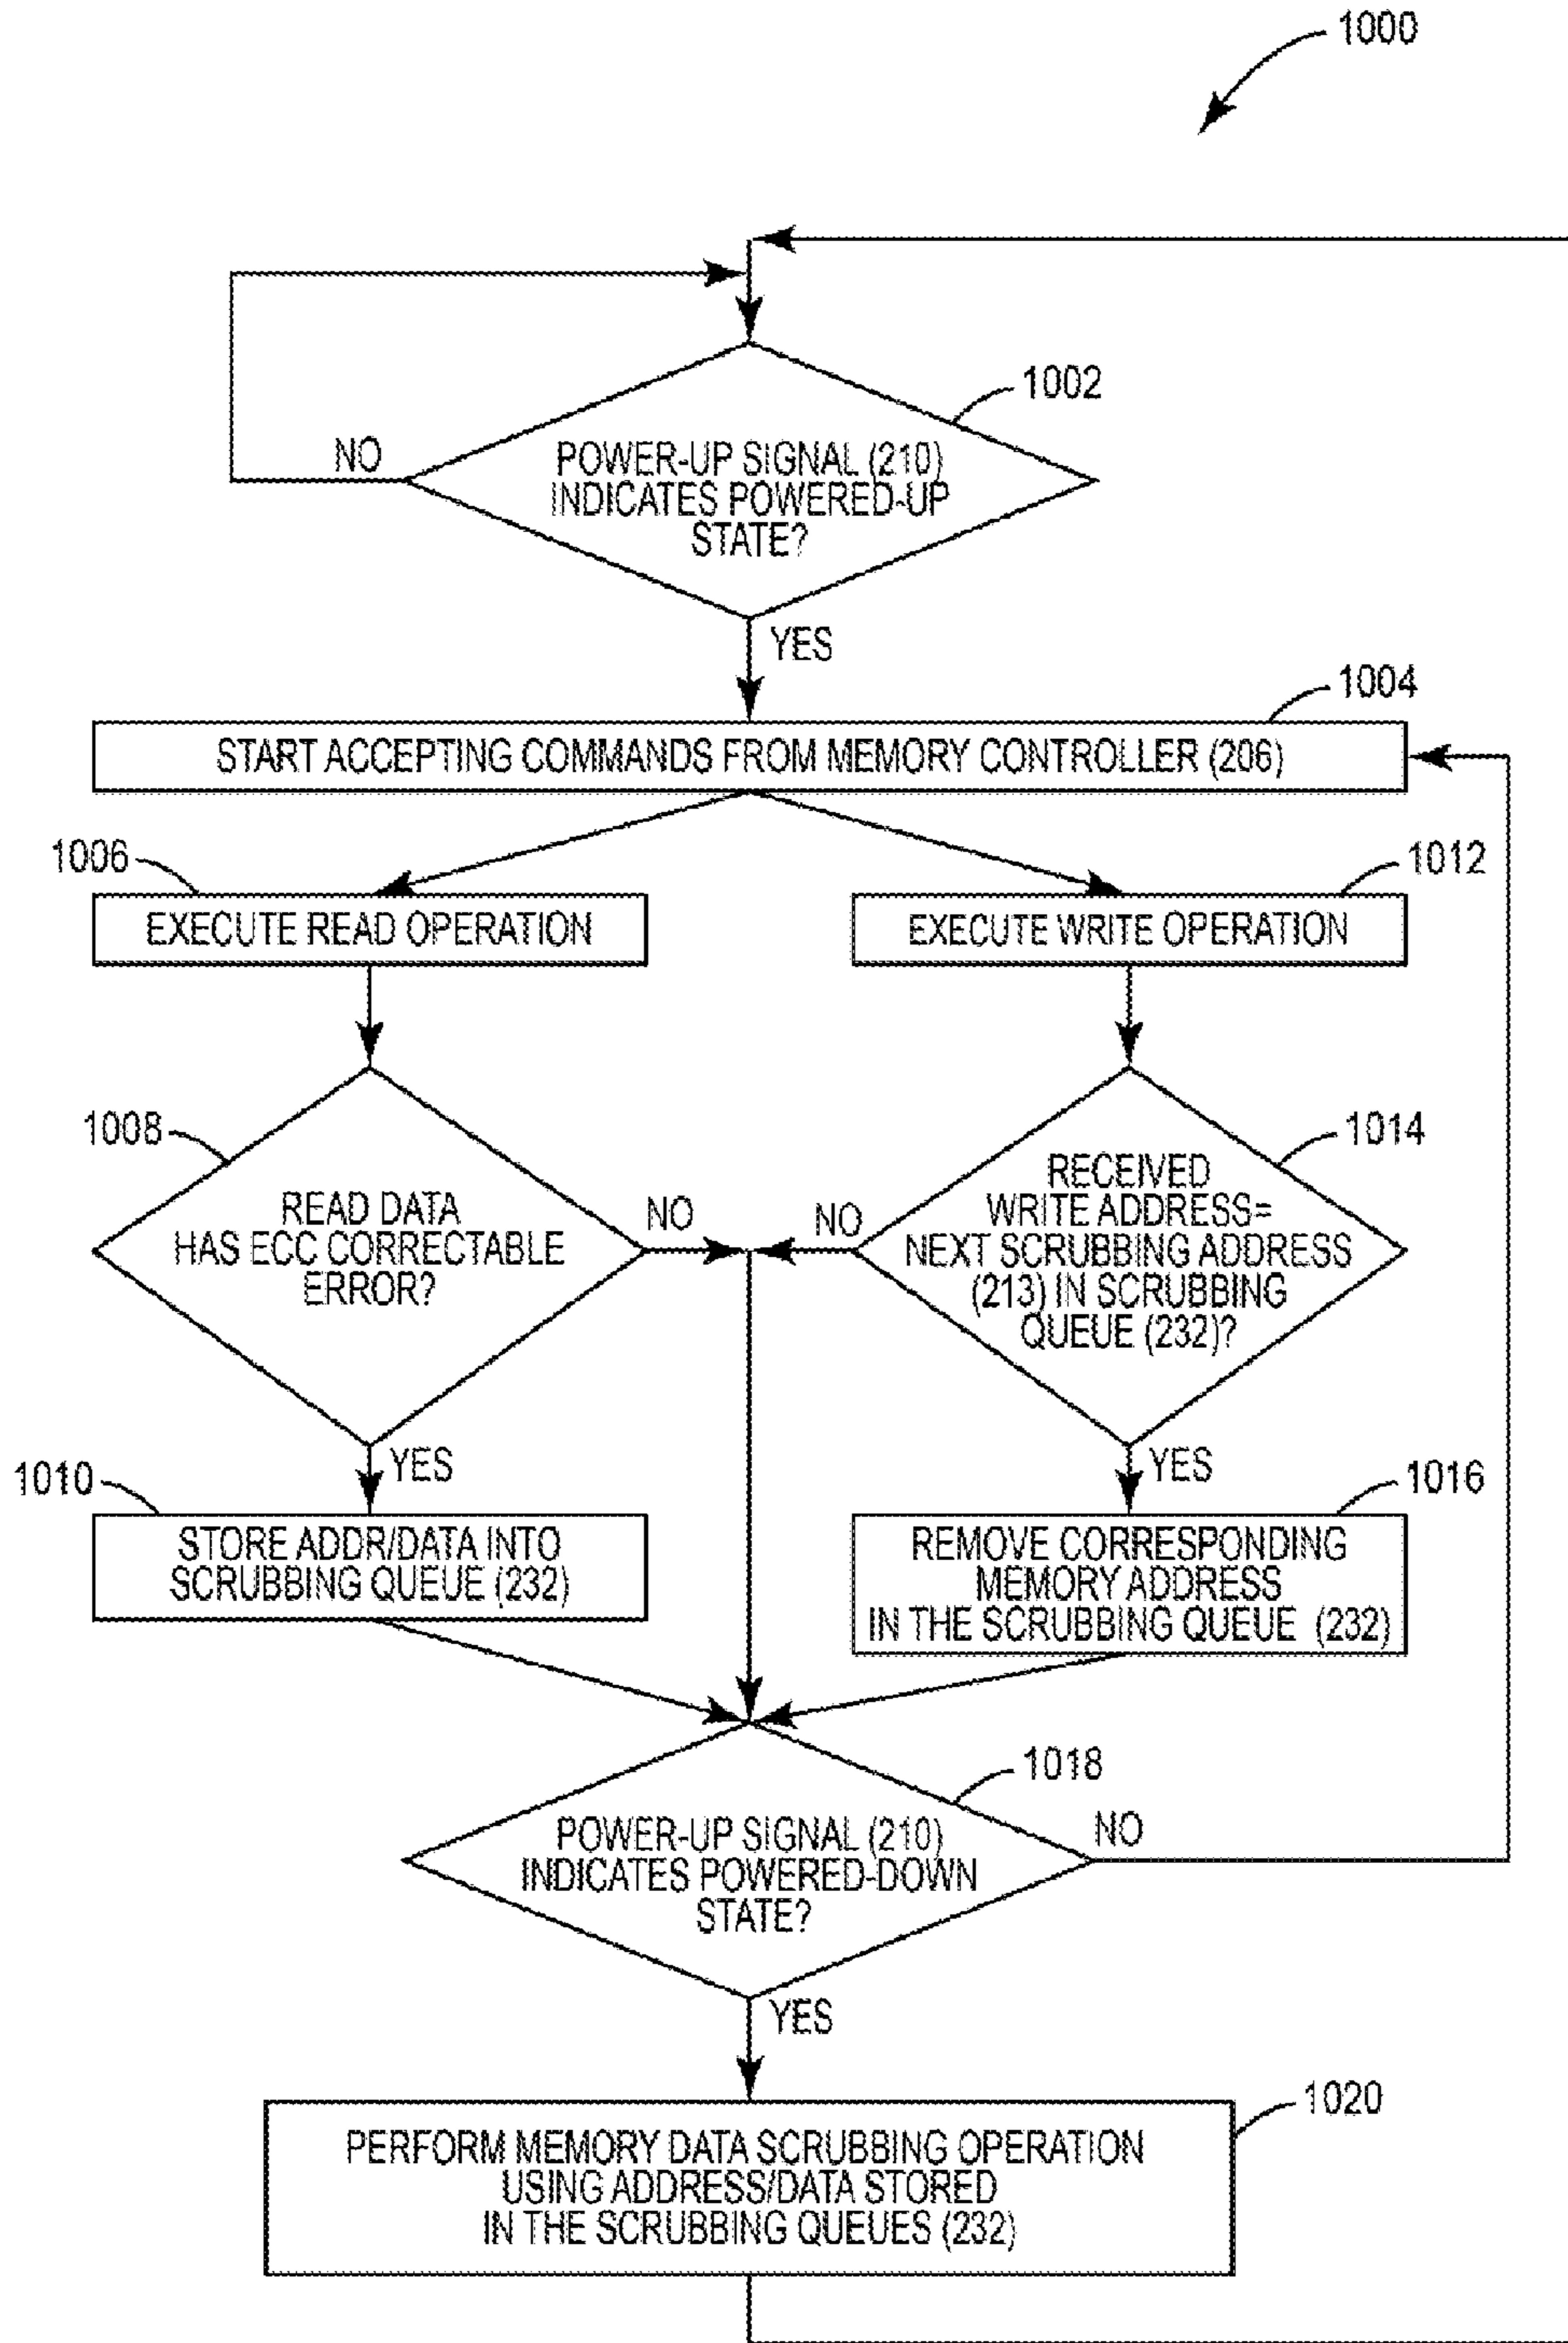 1000
1002
NO
POWER-UP SIGNAL (210)
INDICATES POWERED-UP
STATE?
YES
1004
START ACCEPTING COMMANDS FROM MEMORY CONTROLLER (206)
1006
1012
EXECUTE READ OPERATION
EXECUTE WRITE OPERATION
1008
1014
READ DATA
HAS ECC CORRECTABLE
ERROR?
NO
NO
RECEIVED
WRITE ADDRESS=
NEXT SCRUBBING ADDRESS
(213) IN SCRUBBING
QUEUE (232)?
YES
YES
1010
1016
STORE ADDR/DATA INTO
SCRUBBING QUEUE (232)
REMOVE CORRESPONDING
MEMORY ADDRESS
IN THE SCRUBBING QUEUE (232)
1018
POWER-UP SIGNAL (210)
INDICATES POWERED-DOWN
STATE?
NO
YES
1020
PERFORM MEMORY DATA SCRUBBING OPERATION
USING ADDRESS/DATA STORED
IN THE SCRUBBING QUEUES (232)